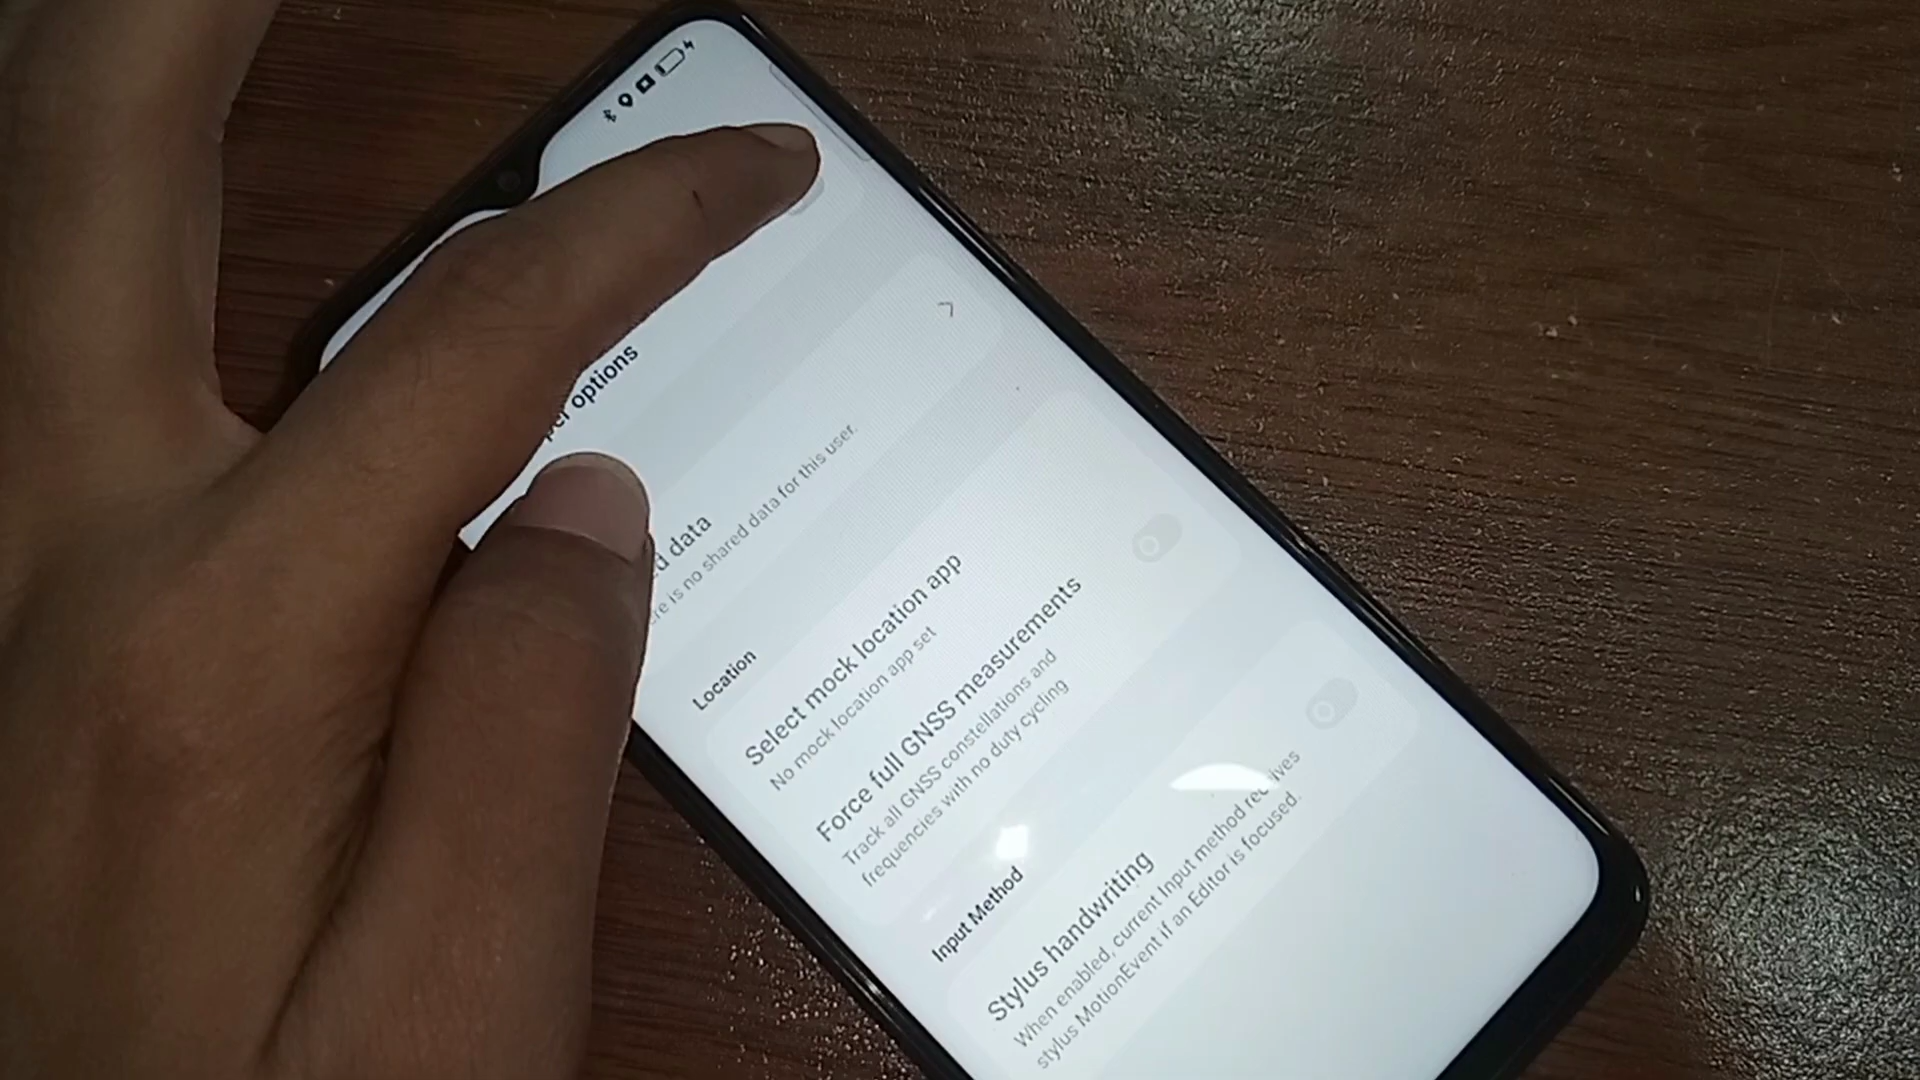 options
data
is no shared data for this user.
Location
Select mock location app
No mock location app set
Force full GNSS measurements
Track all GNSS constellations and
frequencies with no duty cycling
Input Method
Stylus handwriting
When enabled, current Input method receives
stylus MotionEvent if an Editor is focused.